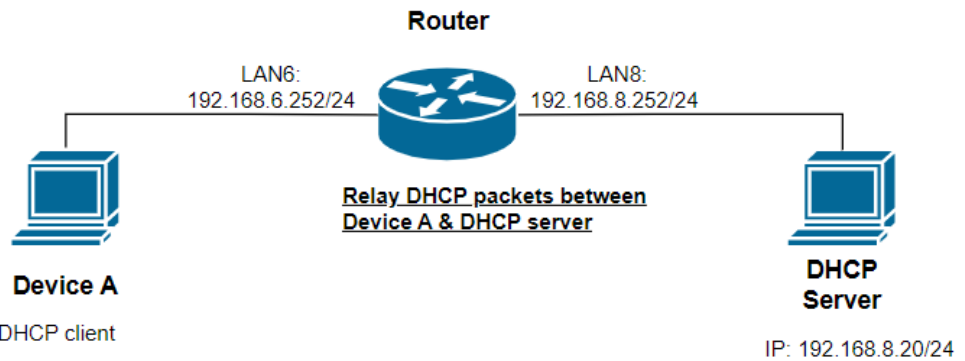 Router
LAN6:
192.168.6.252/24
LAN8:
192.168.8.252/24
Relay DHCP packets between
Device A & DHCP server
Device A
DHCP client
DHCP
Server
IP: 192.168.8.20/24